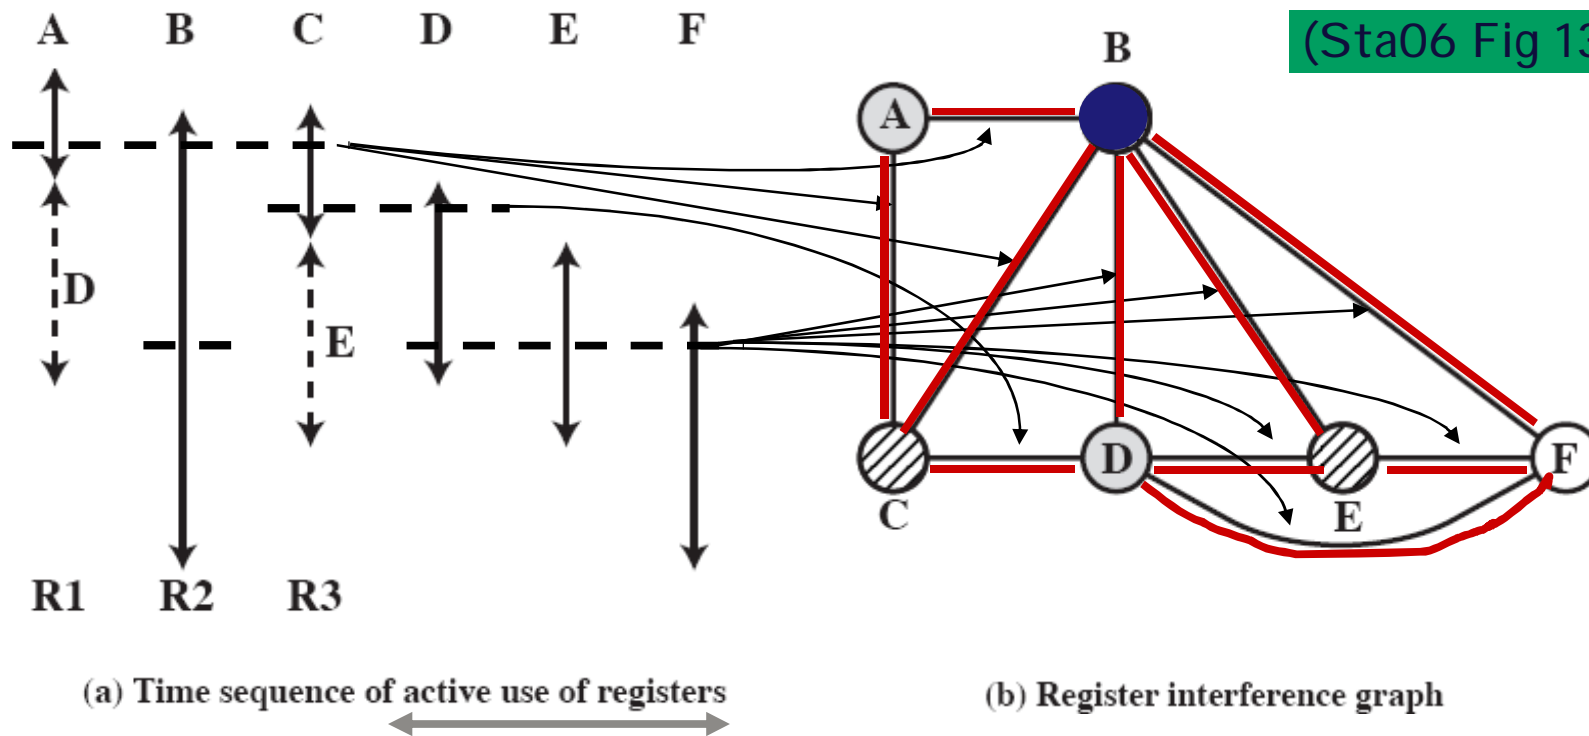 A B C D E F
(Sta06 Fig 13
B
A
D
E
D
F
C
E
R1 R2 R3
(a) Time sequence of active use of registers
(b) Register interference graph